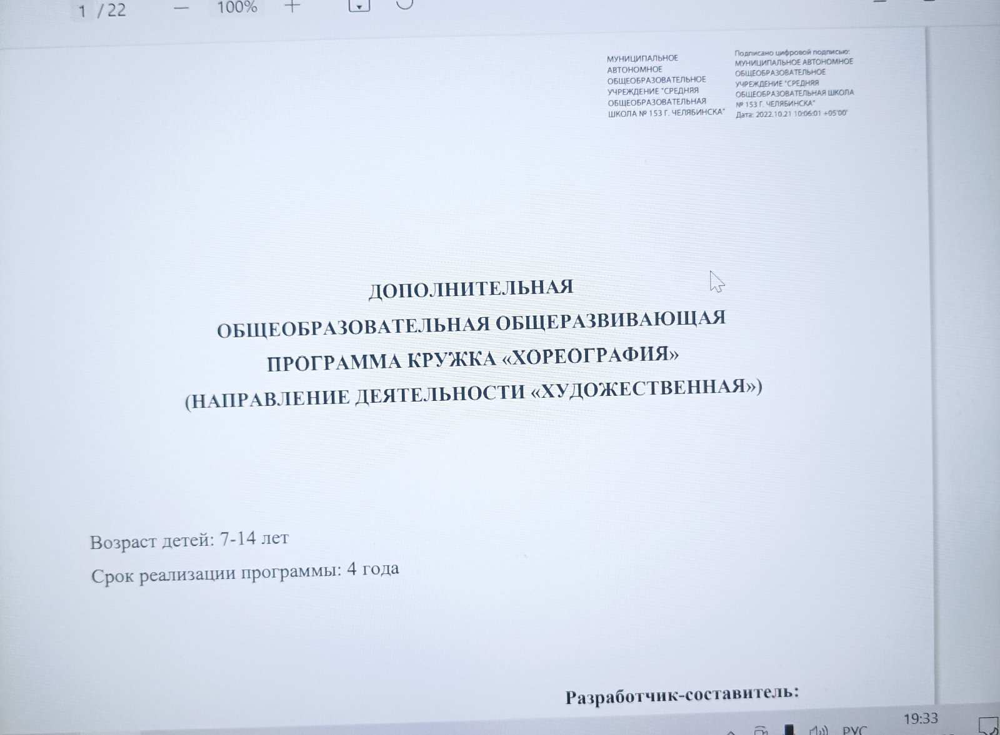 1 / 22 — 100% +
МУНИЦИПАЛЬНОЕ
АВТОНОМНОЕ
ОБЩЕОБРАЗОВАТЕЛЬНОЕ
УЧРЕЖДЕНИЕ "СРЕДНЯЯ
ОБЩЕОБРАЗОВАТЕЛЬНАЯ
ШКОЛА № 153 Г. ЧЕЛЯБИНСКА"
Подписано цифровой подписью:
МУНИЦИПАЛЬНОЕ АВТОНОМНОЕ
ОБЩЕОБРАЗОВАТЕЛЬНОЕ
УЧРЕЖДЕНИЕ "СРЕДНЯЯ
ОБЩЕОБРАЗОВАТЕЛЬНАЯ ШКОЛА
№ 153 Г. ЧЕЛЯБИНСКА"
Дата: 2022.10.21 10:06:01 +05'00'
ДОПОЛНИТЕЛЬНАЯ
ОБЩЕОБРАЗОВАТЕЛЬНАЯ ОБЩЕРАЗВИВАЮЩАЯ
ПРОГРАММА КРУЖКА «ХОРЕОГРАФИЯ»
(НАПРАВЛЕНИЕ ДЕЯТЕЛЬНОСТИ «ХУДОЖЕСТВЕННАЯ»)
Возраст детей: 7-14 лет
Срок реализации программы: 4 года
Разработчик-составитель:
19:33
РУС